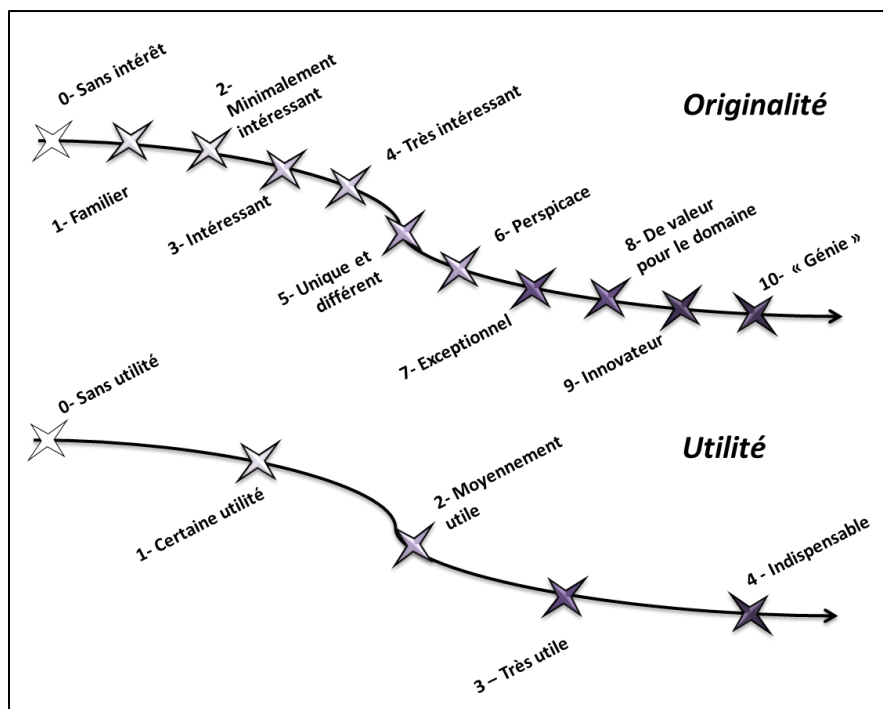 Originalité
0- Sans intérêt
1- Familier
2-
Minimalement
intéressant
3- Intéressant
4- Très intéressant
5- Unique et
différent
6- Perspicace
7- Exceptionnel
8- De valeur
pour le domaine
9- Innovateur
10- « Génie »
Utilité
0- Sans utilité
1- Certaine utilité
2- Moyennement
utile
3 – Très utile
4 - Indispensable